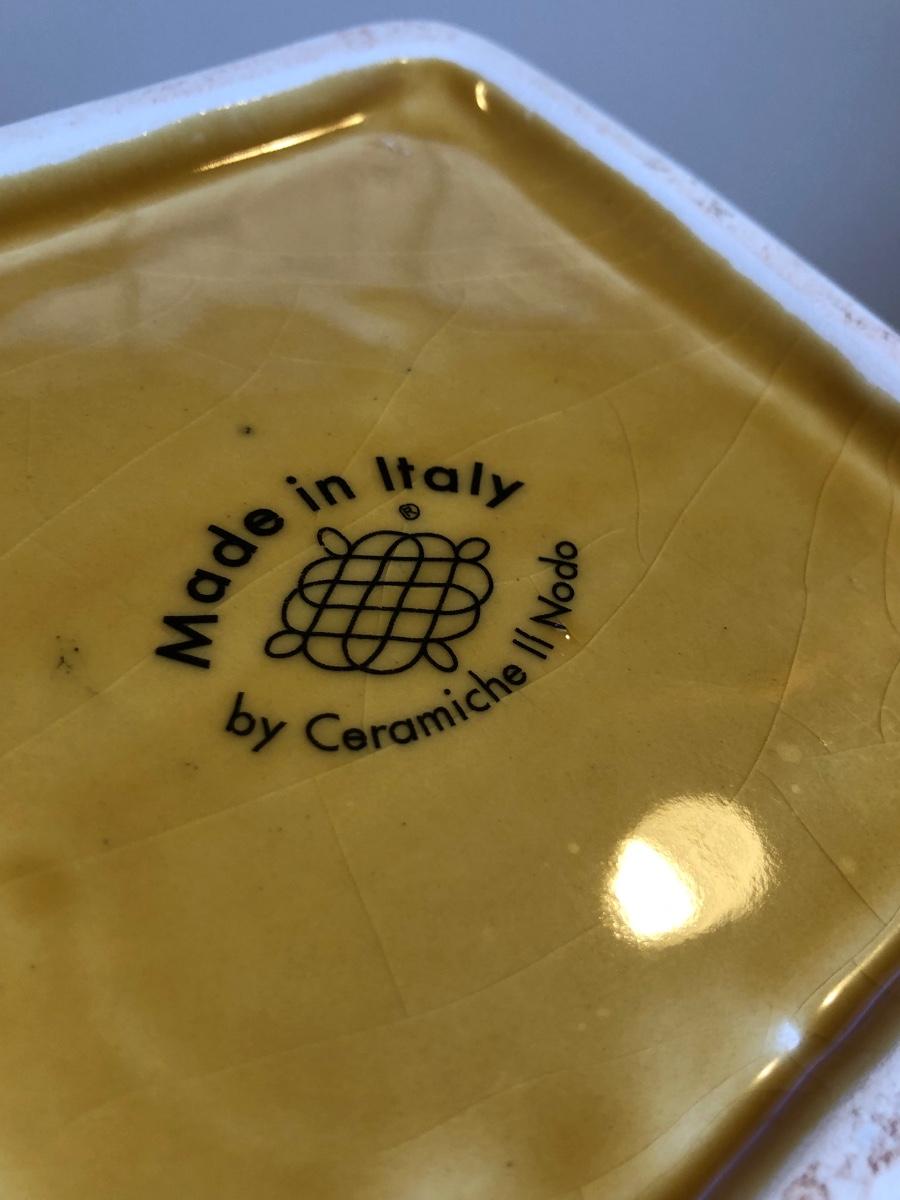 Made in Italy
®
by Ceramiche Il Nodo